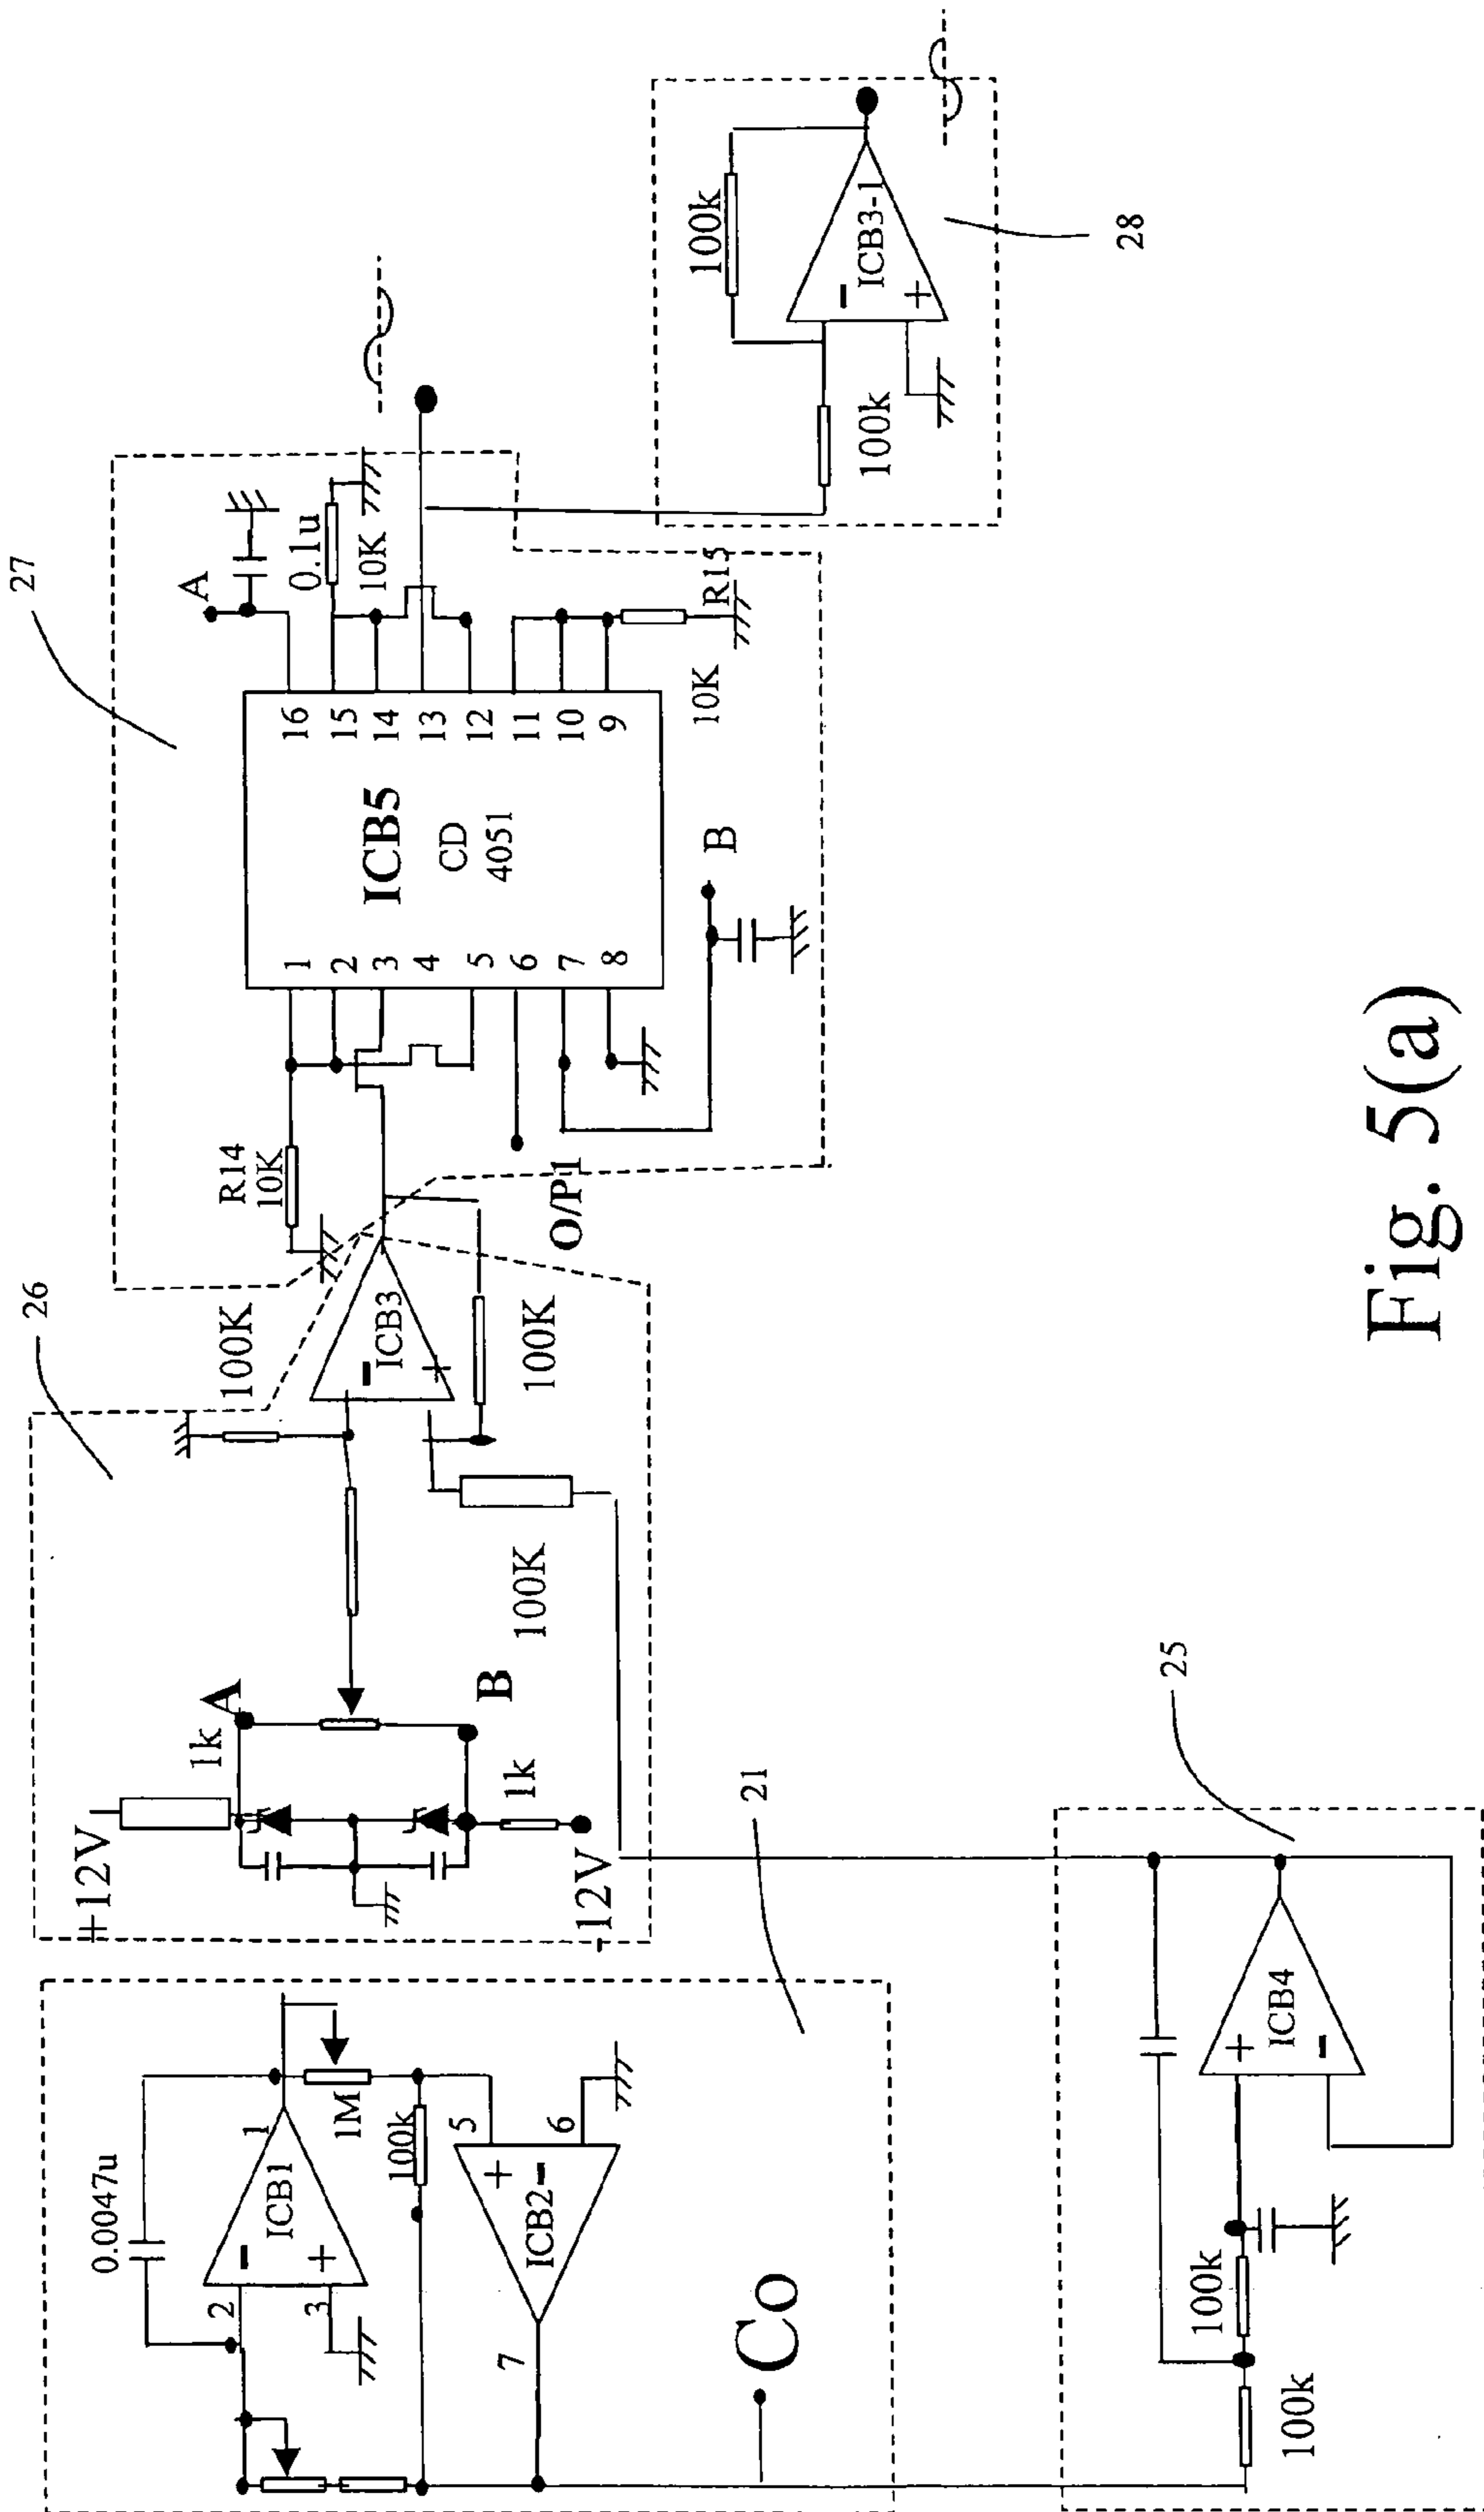 27
26
A
0.1u
10K
16
15
14
13
12
11
10
9
ICB5
CD
4051
1
2
3
4
5
6
7
8
R14
10K
O/P1
B
10K
R15
100k
ICB3-1
-
+
100k
28
100K
-
ICB3
+
100K
100K
+12V
1k
A
B
1k
-12V
21
0.0047u
1
ICB1
-
+
2
3
1M
100k
5
6
+
ICB2
-
7
Co
25
ICB4
+
-
100k
100k
Fig. 5(a)